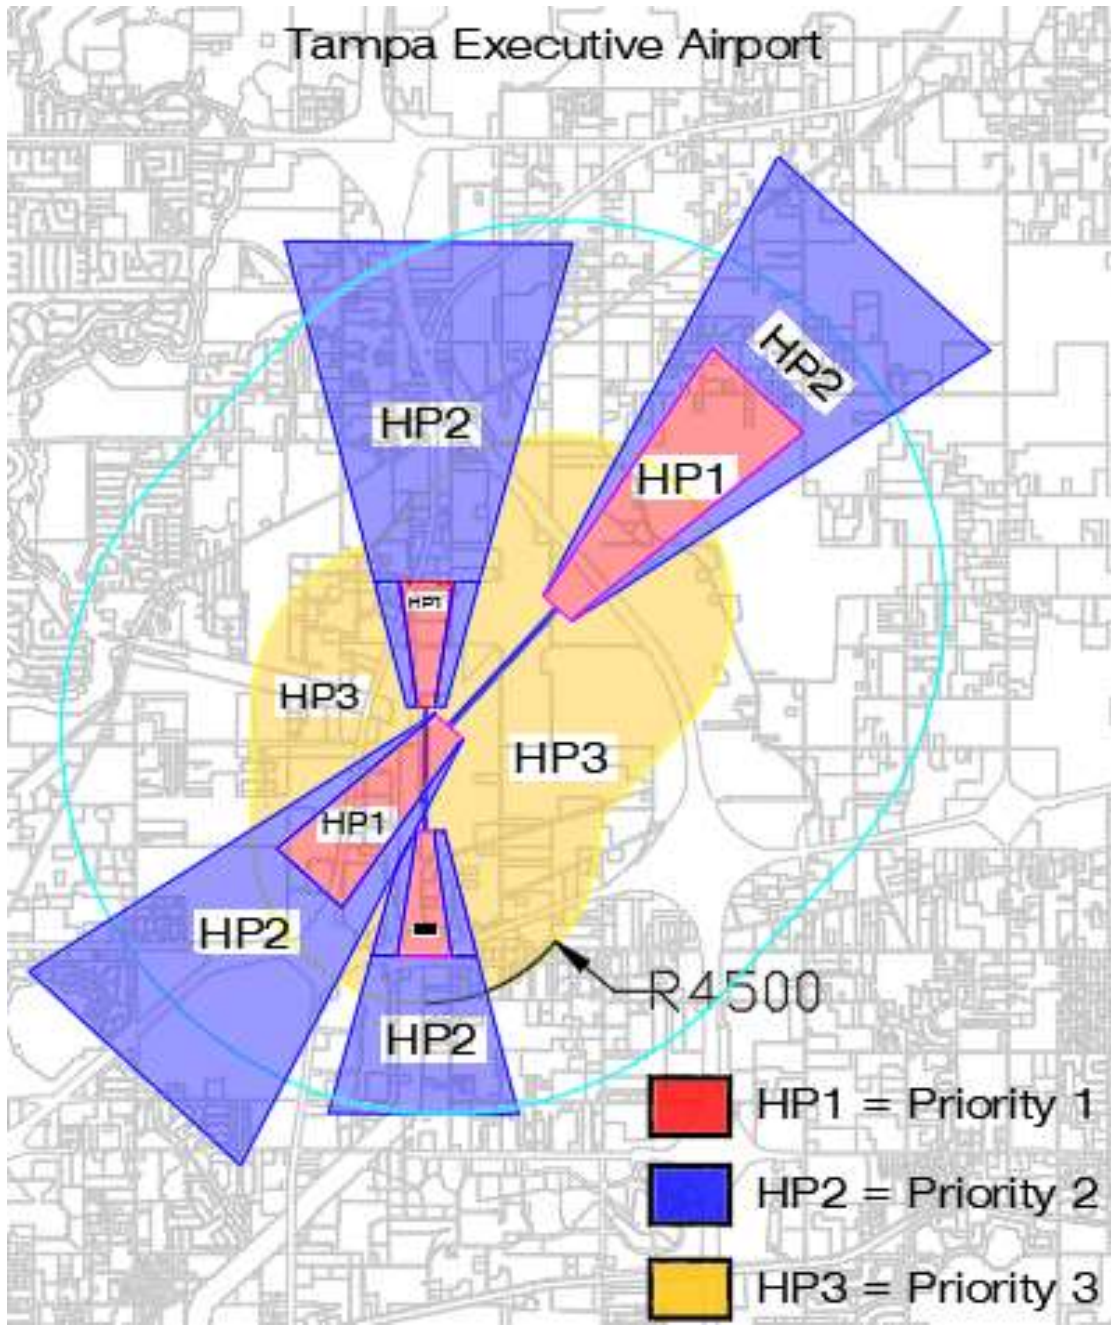 Tampa Executive Airport
HP2
HP2
HP1
HP1
HP3
HP3
HP1
HP2
R4500
HP2
HP1 = Priority 1
HP2 = Priority 2
HP3 = Priority 3